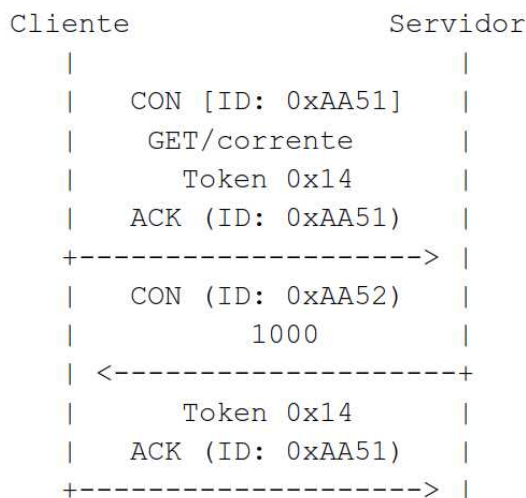 Cliente Servidor
| |
| CON [ID: 0xAA51] |
| GET/corrente |
| Token 0x14 |
| ACK (ID: 0xAA51) |
+---------------------> |
| CON (ID: 0xAA52) |
| 1000 |
| <---------------------+
| Token 0x14 |
| ACK (ID: 0xAA51) |
+---------------------> |